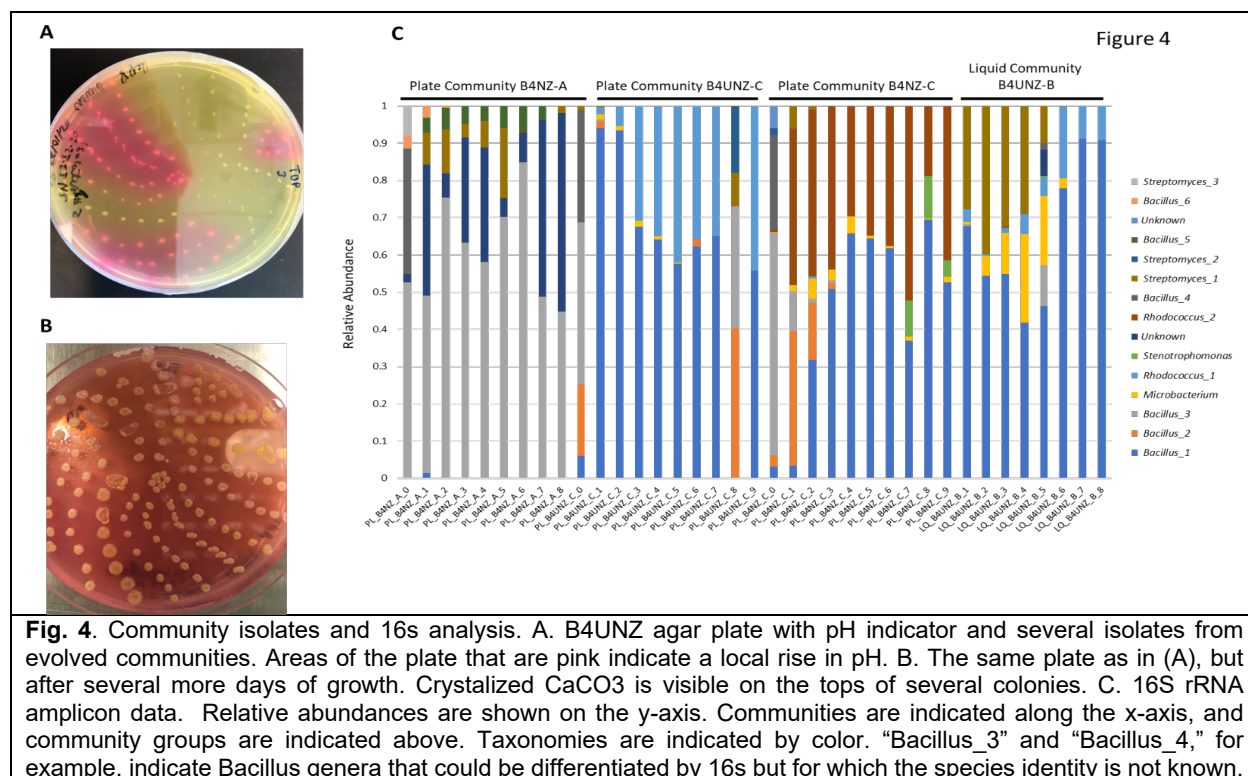 Figure 4
A
TOP
3
B
C
Plate Community B4NZ-A
Plate Community B4UNZ-C
Plate Community B4NZ-C
Liquid Community
B4UNZ-B
Relative Abundance
1
0.9
0.8
0.7
0.6
0.5
0.4
0.3
0.2
0.1
0
PL_B4NZ_A_0
PL_B4NZ_A_1
PL_B4NZ_A_2
PL_B4NZ_A_3
PL_B4NZ_A_4
PL_B4NZ_A_5
PL_B4NZ_A_6
PL_B4NZ_A_7
PL_B4NZ_A_8
PL_B4UNZ_C_0
PL_B4UNZ_C_1
PL_B4UNZ_C_2
PL_B4UNZ_C_3
PL_B4UNZ_C_4
PL_B4UNZ_C_5
PL_B4UNZ_C_6
PL_B4UNZ_C_7
PL_B4UNZ_C_8
PL_B4UNZ_C_9
PL_B4NZ_C_0
PL_B4NZ_C_1
PL_B4NZ_C_2
PL_B4NZ_C_3
PL_B4NZ_C_4
PL_B4NZ_C_5
PL_B4NZ_C_6
PL_B4NZ_C_7
PL_B4NZ_C_8
PL_B4NZ_C_9
LQ_B4UNZ_B_1
LQ_B4UNZ_B_2
LQ_B4UNZ_B_3
LQ_B4UNZ_B_4
LQ_B4UNZ_B_5
LQ_B4UNZ_B_6
LQ_B4UNZ_B_7
LQ_B4UNZ_B_8
Streptomyces_3
Bacillus_6
Unknown
Bacillus_5
Streptomyces_2
Streptomyces_1
Bacillus_4
Rhodococcus_2
Unknown
Stenotrophomonas
Rhodococcus_1
Microbacterium
Bacillus_3
Bacillus_2
Bacillus_1
Fig. 4. Community isolates and 16s analysis. A. B4UNZ agar plate with pH indicator and several isolates from
evolved communities. Areas of the plate that are pink indicate a local rise in pH. B. The same plate as in (A), but
after several more days of growth. Crystalized CaCO3 is visible on the tops of several colonies. C. 16S rRNA
amplicon data. Relative abundances are shown on the y-axis. Communities are indicated along the x-axis, and
community groups are indicated above. Taxonomies are indicated by color. “Bacillus_3” and “Bacillus_4,” for
example, indicate Bacillus genera that could be differentiated by 16s but for which the species identity is not known.